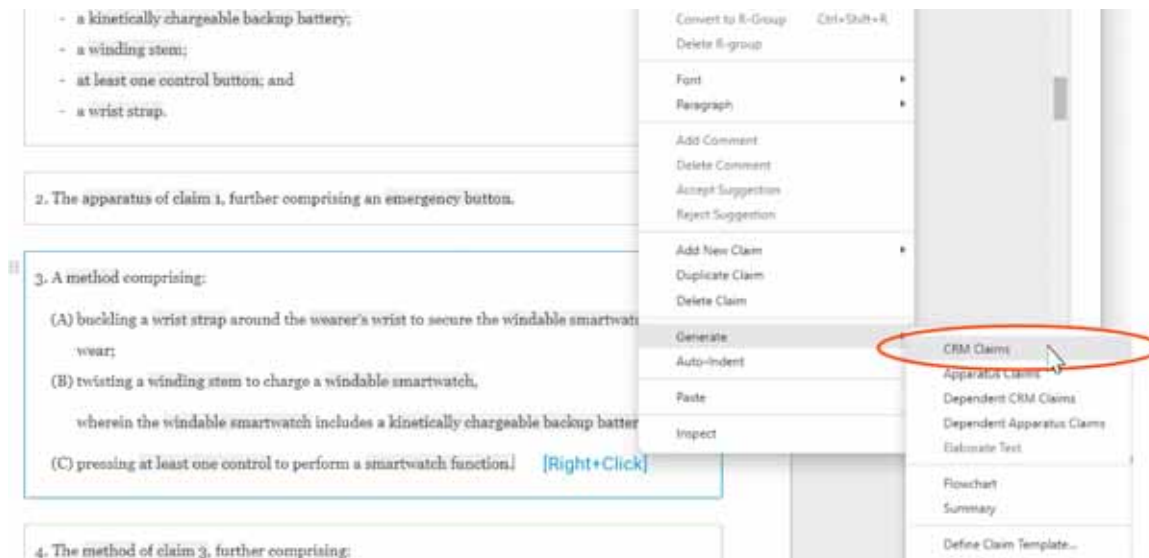 - a kinetically chargeable backup battery;
- a winding stem;
- at least one control button; and
- a wrist strap.
2. The apparatus of claim 1, further comprising an emergency button.
3. A method comprising:
(A) buckling a wrist strap around the wearer's wrist to secure the windable smartwat
wear;
(B) twisting a winding stem to charge a windable smartwatch,
wherein the windable smartwatch includes a kinetically chargeable backup batter
(C) pressing at least one control to perform a smartwatch function.
[Right+Click]
4. The method of claim 3, further comprising:
Convert to R-Group Ctrl+Shift+R
Delete R-group
Font
Paragraph
Add Comment
Delete Comment
Accept Suggestion
Reject Suggestion
Add New Claim
Duplicate Claim
Delete Claim
Generate
Auto-Indent
Paste
Inspect
CRM Claims
Apparatus Claims
Dependent CRM Claims
Dependent Apparatus Claims
Elaborate Text
Flowchart
Summary
Define Claim Template...